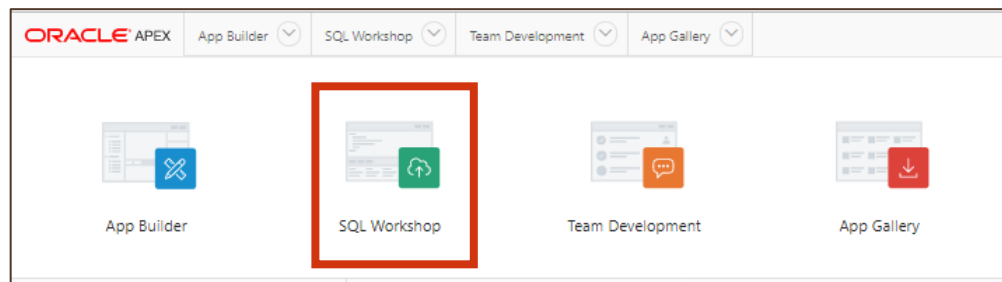 ORACLE APEX App Builder SQL Workshop Team Development App Gallery
App Builder SQL Workshop Team Development App Gallery